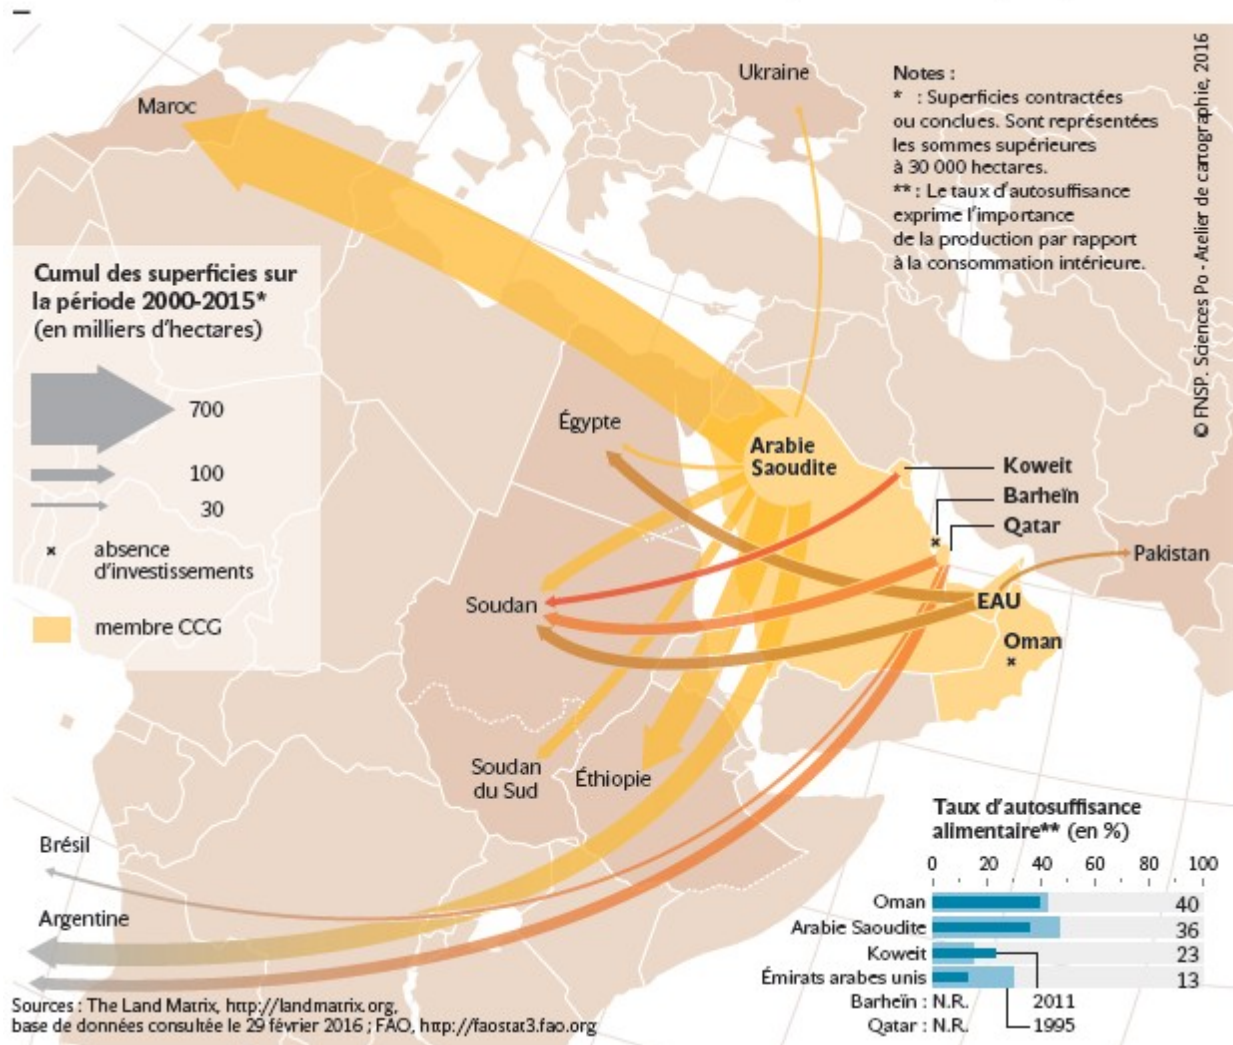 Maroc
Ukraine
Notes :
* : Superficies contractées
ou conclues. Sont représentées
les sommes supérieures
à 30 000 hectares.
** : Le taux d'autosuffisance
exprime l'importance
de la production par rapport
à la consommation intérieure.
© FNSP. Sciences Po - Atelier de cartographie, 2016
Cumul des superficies sur
la période 2000-2015*
(en milliers d'hectares)
700
100
30
× absence
d'investissements
membre CCG
Égypte
Arabie
Saoudite
Koweit
Barheïn
Qatar
Pakistan
Soudan
EAU
Oman
Soudan
du Sud
Éthiopie
Brésil
Argentine
Taux d'autosuffisance
alimentaire** (en %)
0 20 40 60 80 100
Oman 40
Arabie Saoudite 36
Koweit 23
Émirats arabes unis 13
Barheïn : N.R. 2011
Qatar : N.R. 1995
Sources : The Land Matrix, http://landmatrix.org,
base de données consultée le 29 février 2016 ; FAO, http://faostat3.fao.org